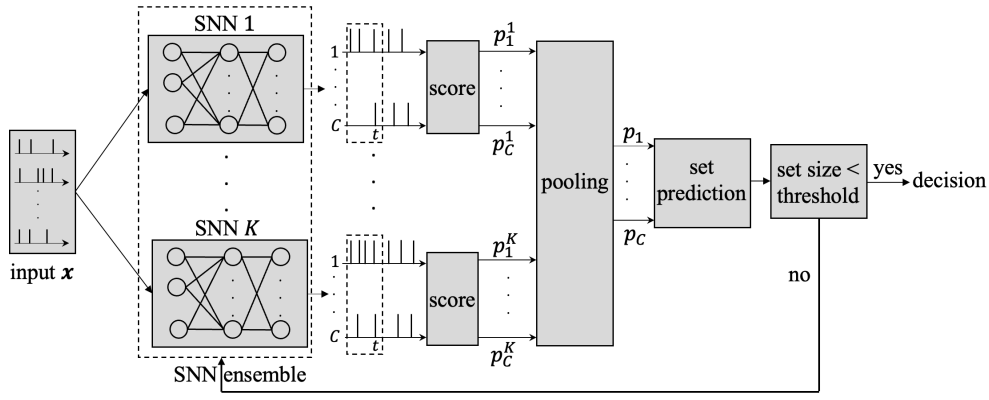 SNN 1
1
C
t
score
p_1^1
p_C^1
input x
SNN K
1
C
t
score
p_1^K
p_C^K
SNN ensemble
pooling
p_1
p_C
set
prediction
set size <
threshold
yes
decision
no